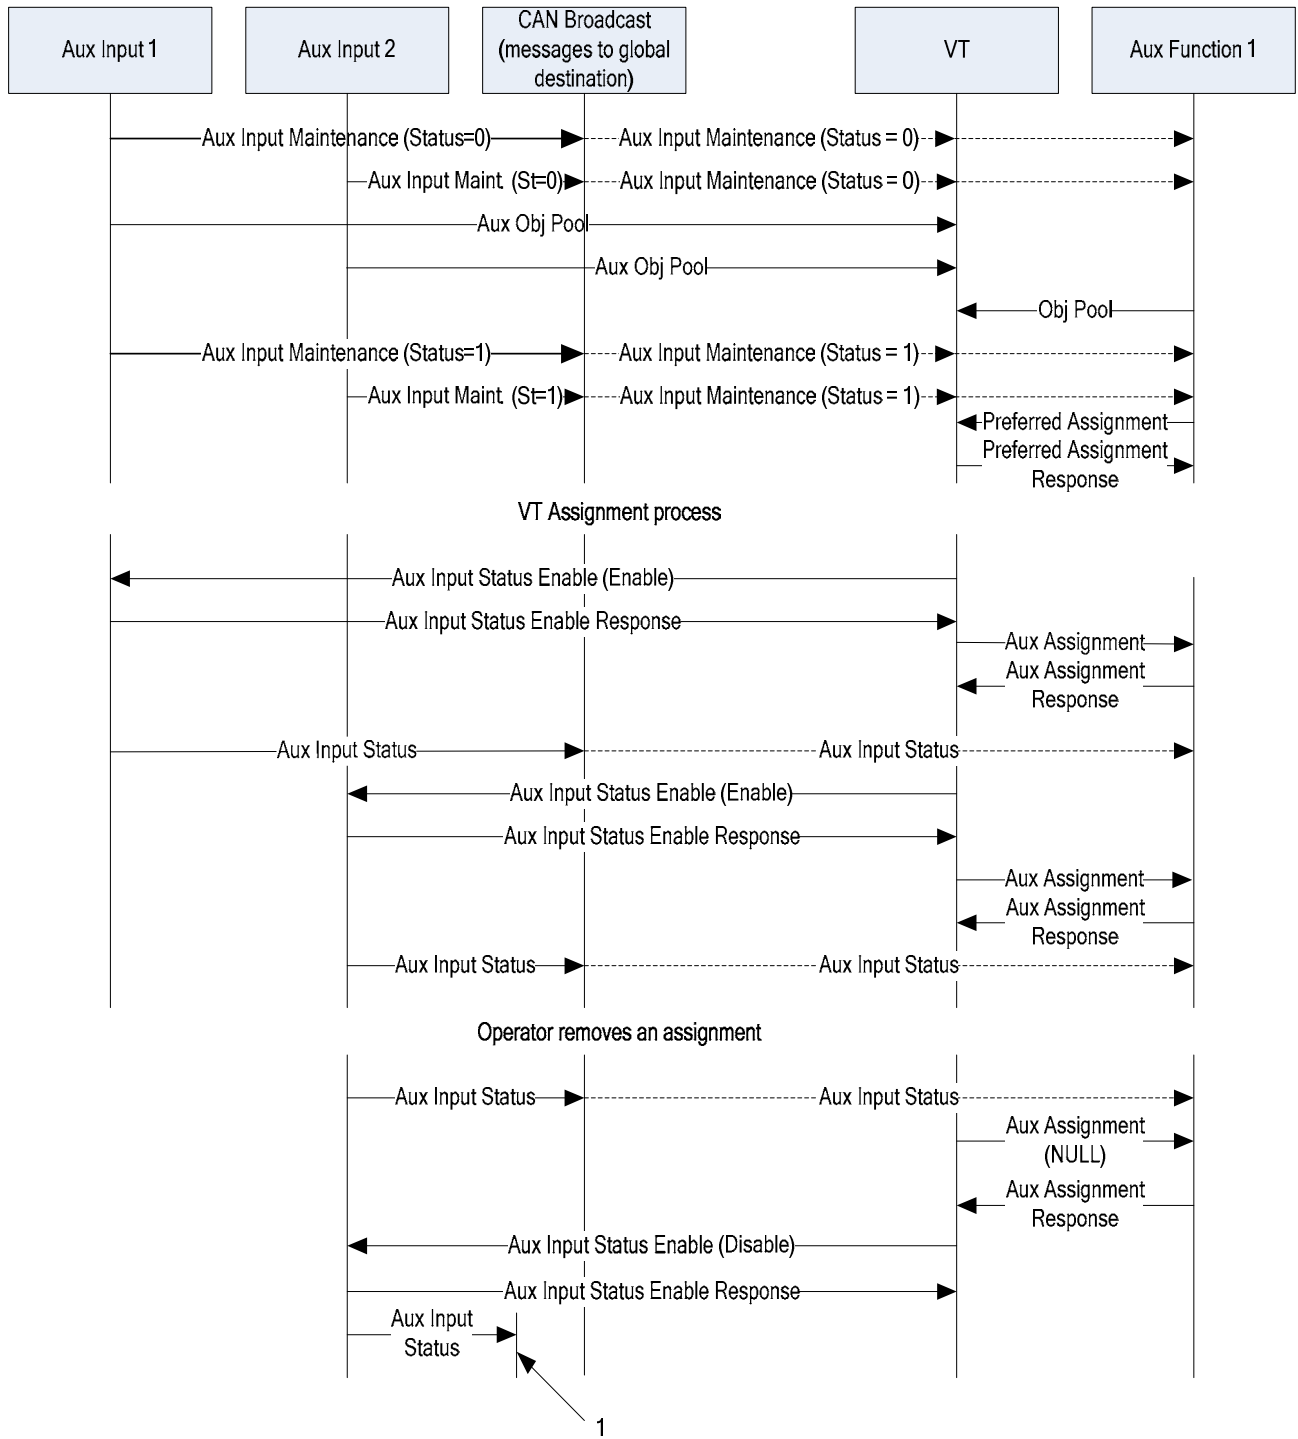 Aux Input 1
Aux Input 2
CAN Broadcast
(messages to global
destination)
VT
Aux Function 1
Aux Input Maintenance (Status=0)
Aux Input Maintenance (Status = 0)
Aux Input Maint. (St=0)
Aux Input Maintenance (Status = 0)
Aux Obj Pool
Aux Obj Pool
Obj Pool
Aux Input Maintenance (Status=1)
Aux Input Maintenance (Status = 1)
Aux Input Maint. (St=1)
Aux Input Maintenance (Status = 1)
Preferred Assignment
Preferred Assignment
Response
VT Assignment process
Aux Input Status Enable (Enable)
Aux Input Status Enable Response
Aux Assignment
Aux Assignment
Response
Aux Input Status
Aux Input Status
Aux Input Status Enable (Enable)
Aux Input Status Enable Response
Aux Assignment
Aux Assignment
Response
Aux Input Status
Aux Input Status
Operator removes an assignment
Aux Input Status
Aux Input Status
Aux Assignment
(NULL)
Aux Assignment
Response
Aux Input Status Enable (Disable)
Aux Input Status Enable Response
Aux Input
Status
1